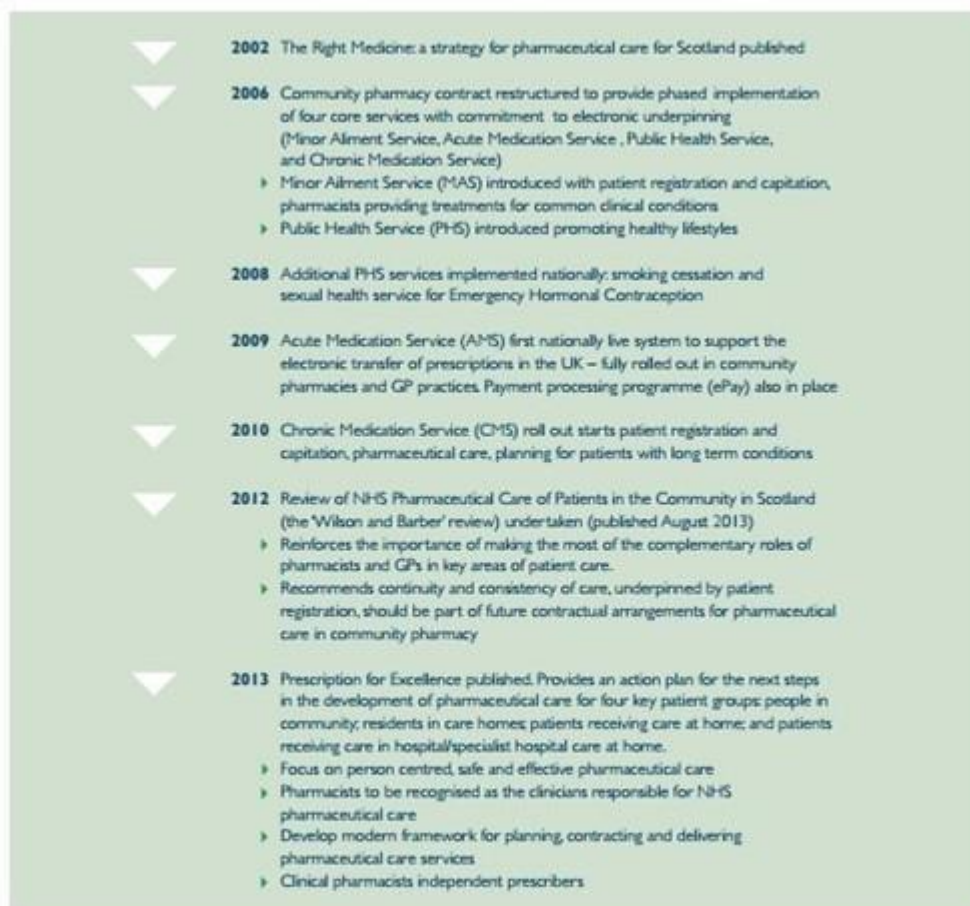 2002 The Right Medicine: a strategy for pharmaceutical care for Scotland published
2006 Community pharmacy contract restructured to provide phased implementation
of four core services with commitment to electronic underpinning
(Minor Aliment Service, Acute Medication Service , Public Health Service,
and Chronic Medication Service)
Minor Ailment Service (MAS) introduced with patient registration and capitation,
pharmacists providing treatments for common clinical conditions
Public Health Service (PHS) introduced promoting healthy lifestyles
2008 Additional PHS services implemented nationally: smoking cessation and
sexual health service for Emergency Hormonal Contraception
2009 Acute Medication Service (AMS) first nationally live system to support the
electronic transfer of prescriptions in the UK – fully rolled out in community
pharmacies and GP practices. Payment processing programme (ePay) also in place
2010 Chronic Medication Service (CMS) roll out starts patient registration and
capitation, pharmaceutical care, planning for patients with long term conditions
2012 Review of NHS Pharmaceutical Care of Patients in the Community in Scotland
(the 'Wilson and Barber' review) undertaken (published August 2013)
Reinforces the importance of making the most of the complementary roles of
pharmacists and GPs in key areas of patient care.
Recommends continuity and consistency of care, underpinned by patient
registration, should be part of future contractual arrangements for pharmaceutical
care in community pharmacy
2013 Prescription for Excellence published. Provides an action plan for the next steps
in the development of pharmaceutical care for four key patient groups: people in
community; residents in care homes; patients receiving care at home; and patients
receiving care in hospital/specialist hospital care at home.
Focus on person centred, safe and effective pharmaceutical care
Pharmacists to be recognised as the clinicians responsible for NHS
pharmaceutical care
Develop modern framework for planning, contracting and delivering
pharmaceutical care services
Clinical pharmacists independent prescribers